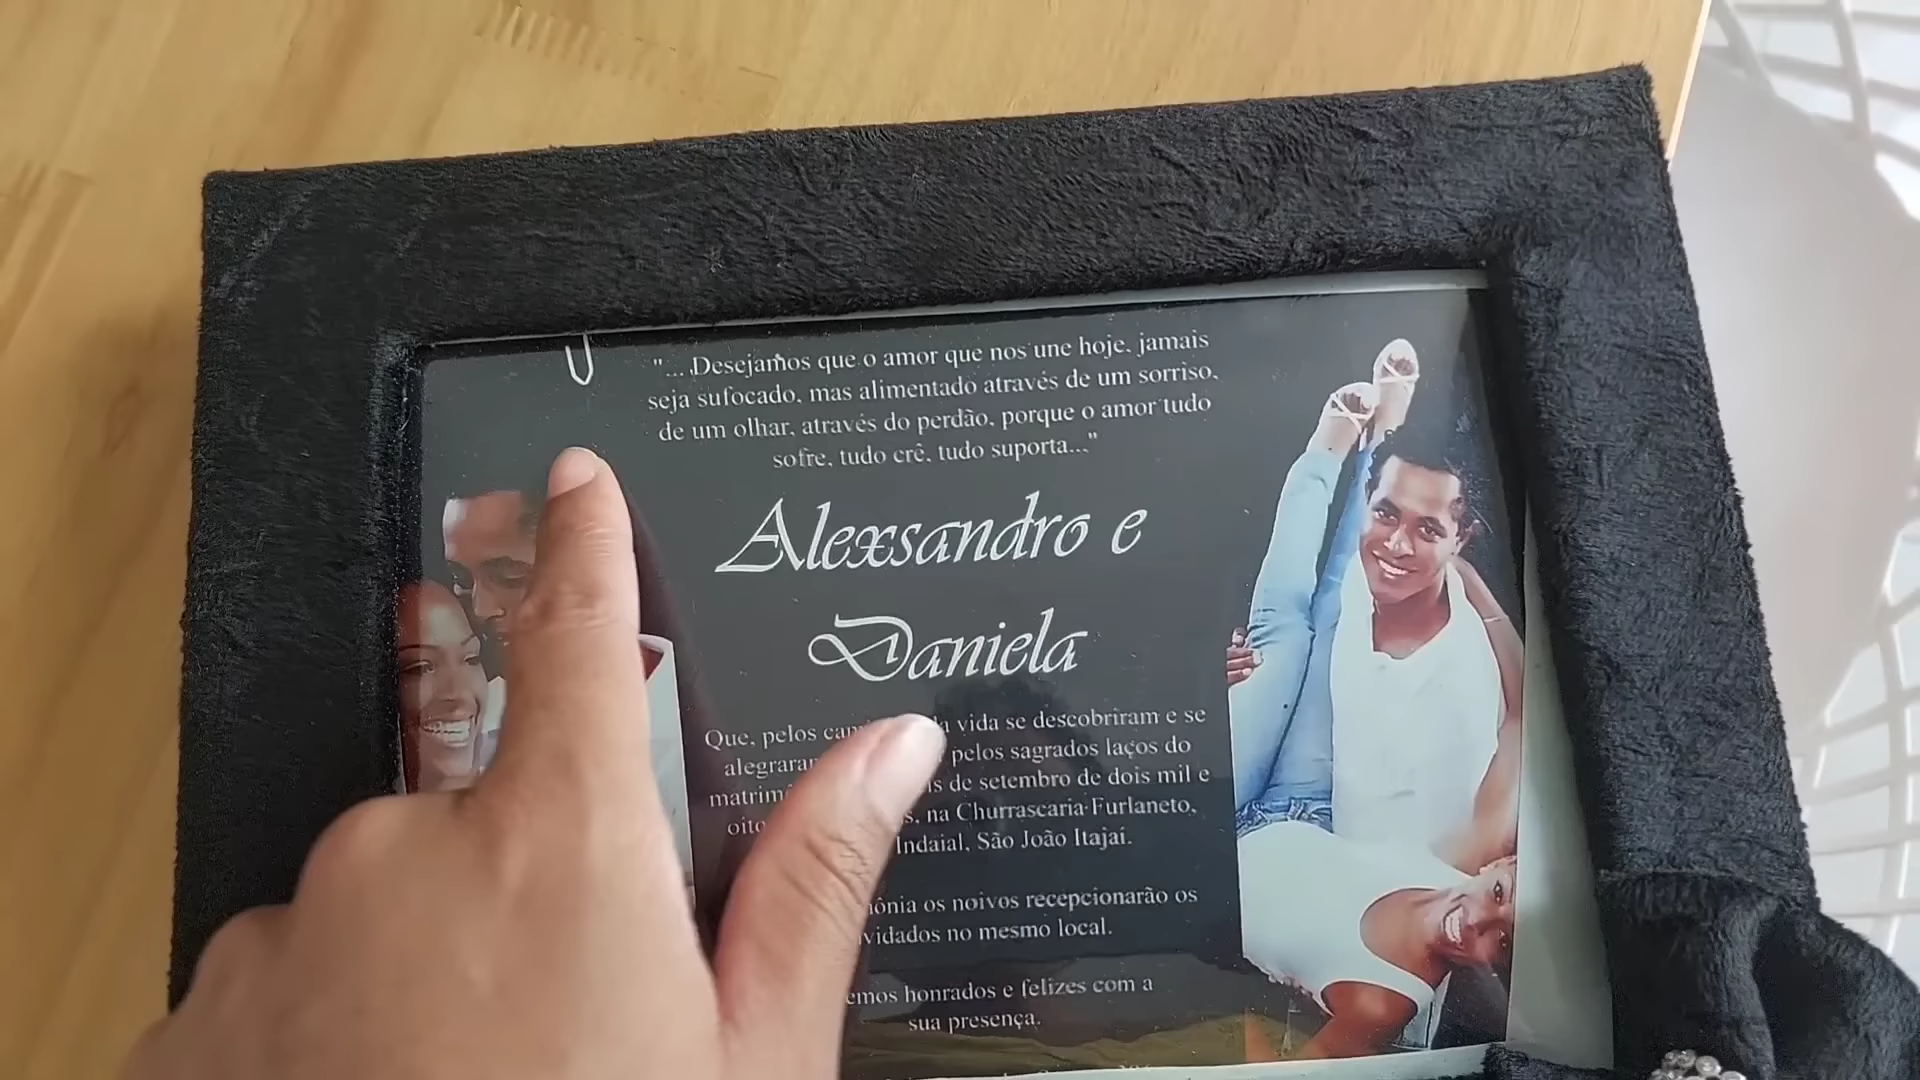 "... Desejamos que o amor que nos une hoje, jamais
seja sufocado, mas alimentado através de um sorriso,
de um olhar, através do perdão, porque o amor tudo
sofre, tudo crê, tudo suporta..."
Alexsandro e
Daniela
Que, pelos vida se descobriram e se
pelos sagrados laços do
de setembro de dois mil e
na Churrascaria Furlaneto,
Indaial, São João Itajaí.
os noivos recepcionarão os
no mesmo local.
honrados e felizes com a
sua presença.